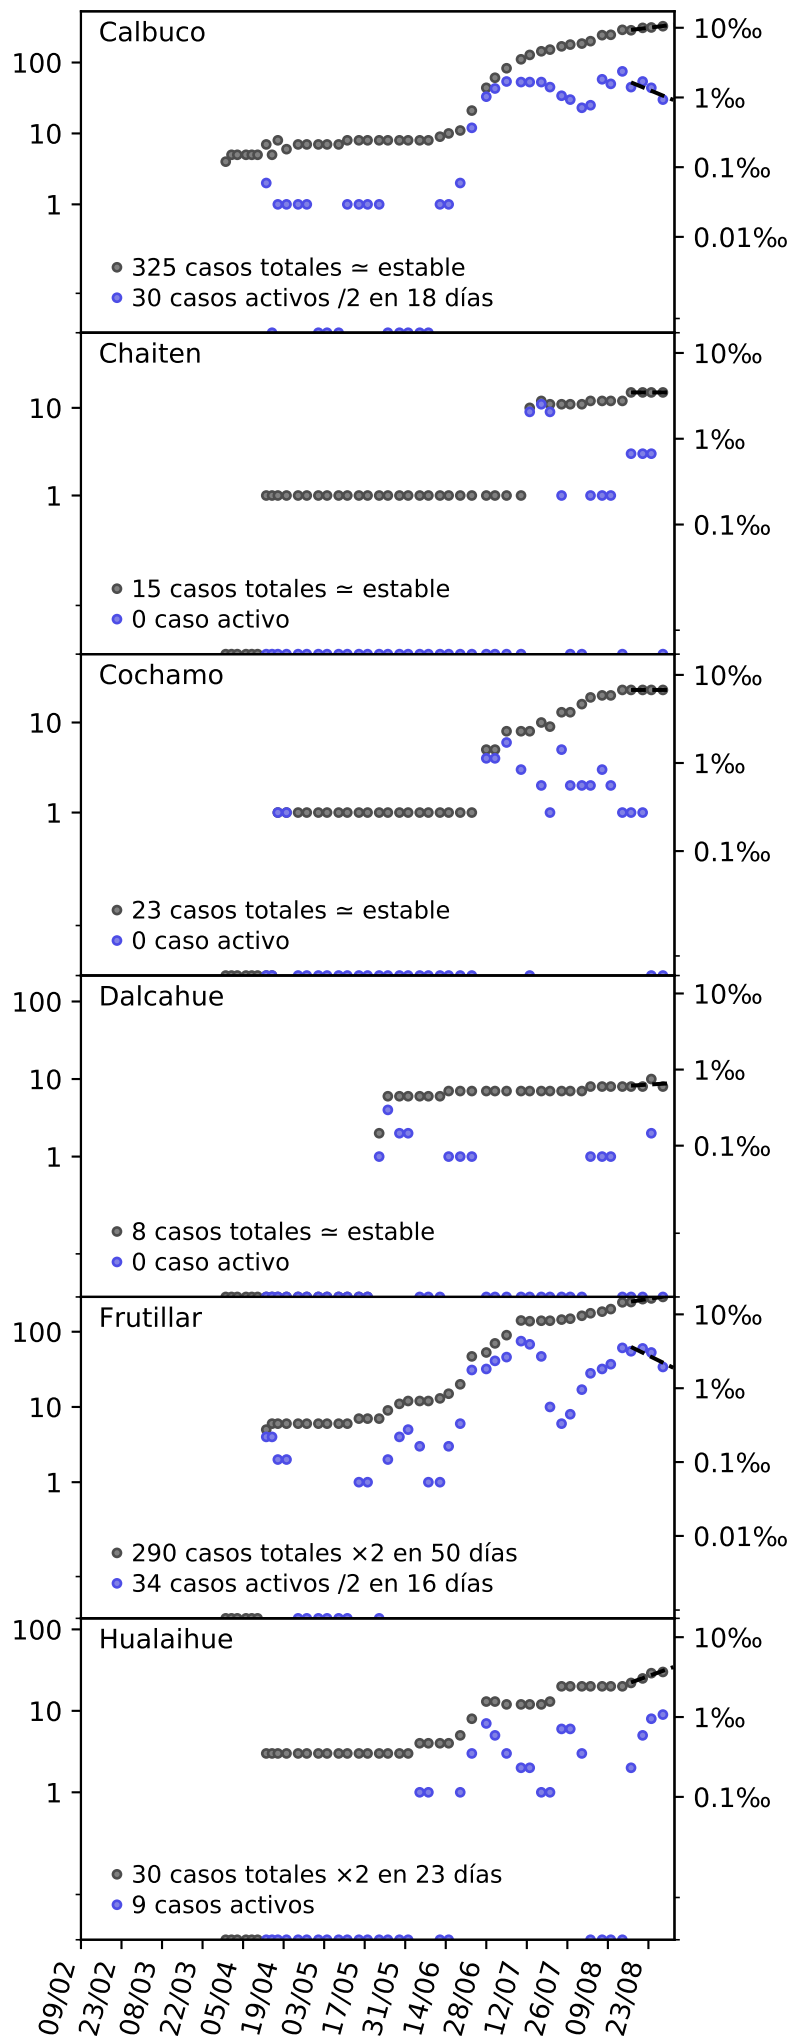 Calbuco
100
10
1
10‰
1‰
0.1‰
0.01‰
325 casos totales ≃ estable
30 casos activos /2 en 18 días
Chaiten
10
1
10‰
1‰
0.1‰
15 casos totales ≃ estable
0 caso activo
Cochamo
10
1
10‰
1‰
0.1‰
23 casos totales ≃ estable
0 caso activo
Dalcahue
100
10
1
10‰
1‰
0.1‰
8 casos totales ≃ estable
0 caso activo
Frutillar
100
10
1
10‰
1‰
0.1‰
0.01‰
290 casos totales ×2 en 50 días
34 casos activos /2 en 16 días
Hualaihue
100
10
1
10‰
1‰
0.1‰
30 casos totales ×2 en 23 días
9 casos activos
09/02
23/02
08/03
22/03
05/04
19/04
03/05
17/05
31/05
14/06
28/06
12/07
26/07
09/08
23/08